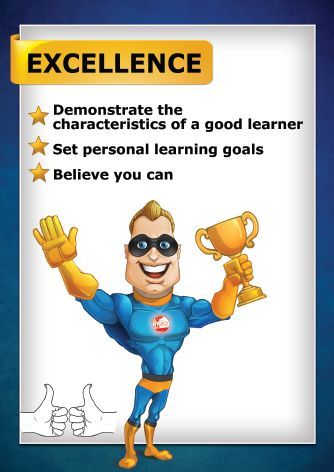 EXCELLENCE
Demonstrate the
characteristics of a good learner
Set personal learning goals
Believe you can